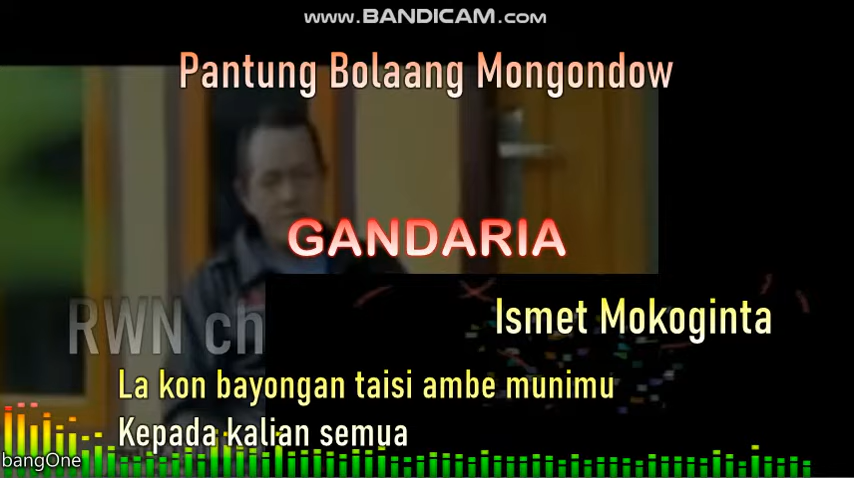 www.BANDICAM.com
Pantung Bolaang Mongondow
GANDARIA
Ismet Mokoginta
RWN ch
La kon bayongan taisi ambe munimu
Kepada kalian semua
bangOne